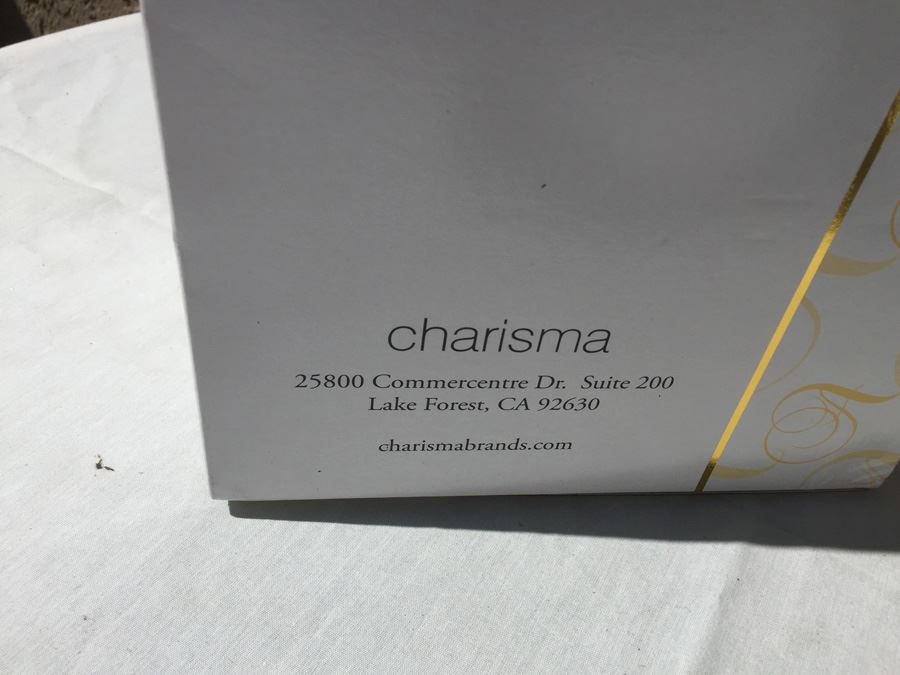 charisma
25800 Commercentre Dr. Suite 200
Lake Forest, CA 92630
charismabrands.com